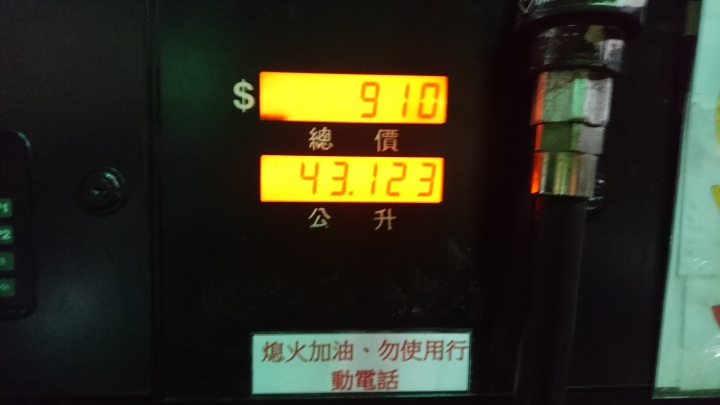 $ 910
總 價
43.123
公 升
熄火加油、勿使用行
動電話